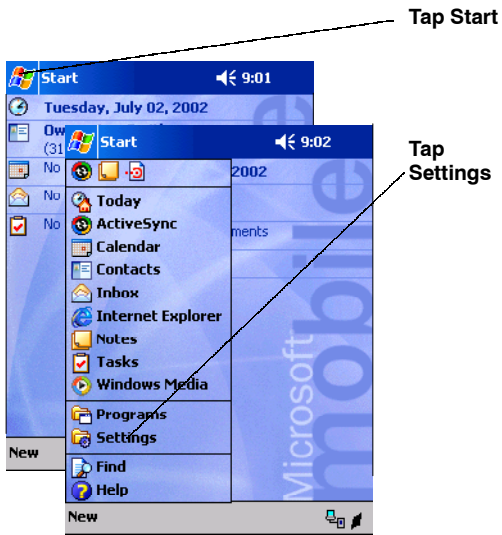 Tap Start
Start 9:01
Tuesday, July 02, 2002
Ow
(31
No
No
No
New
Start 9:02
2002
ments
Today
ActiveSync
Calendar
Contacts
Inbox
Internet Explorer
Notes
Tasks
Windows Media
Programs
Settings
Find
Help
New
Microsoft
mobile
Tap
Settings